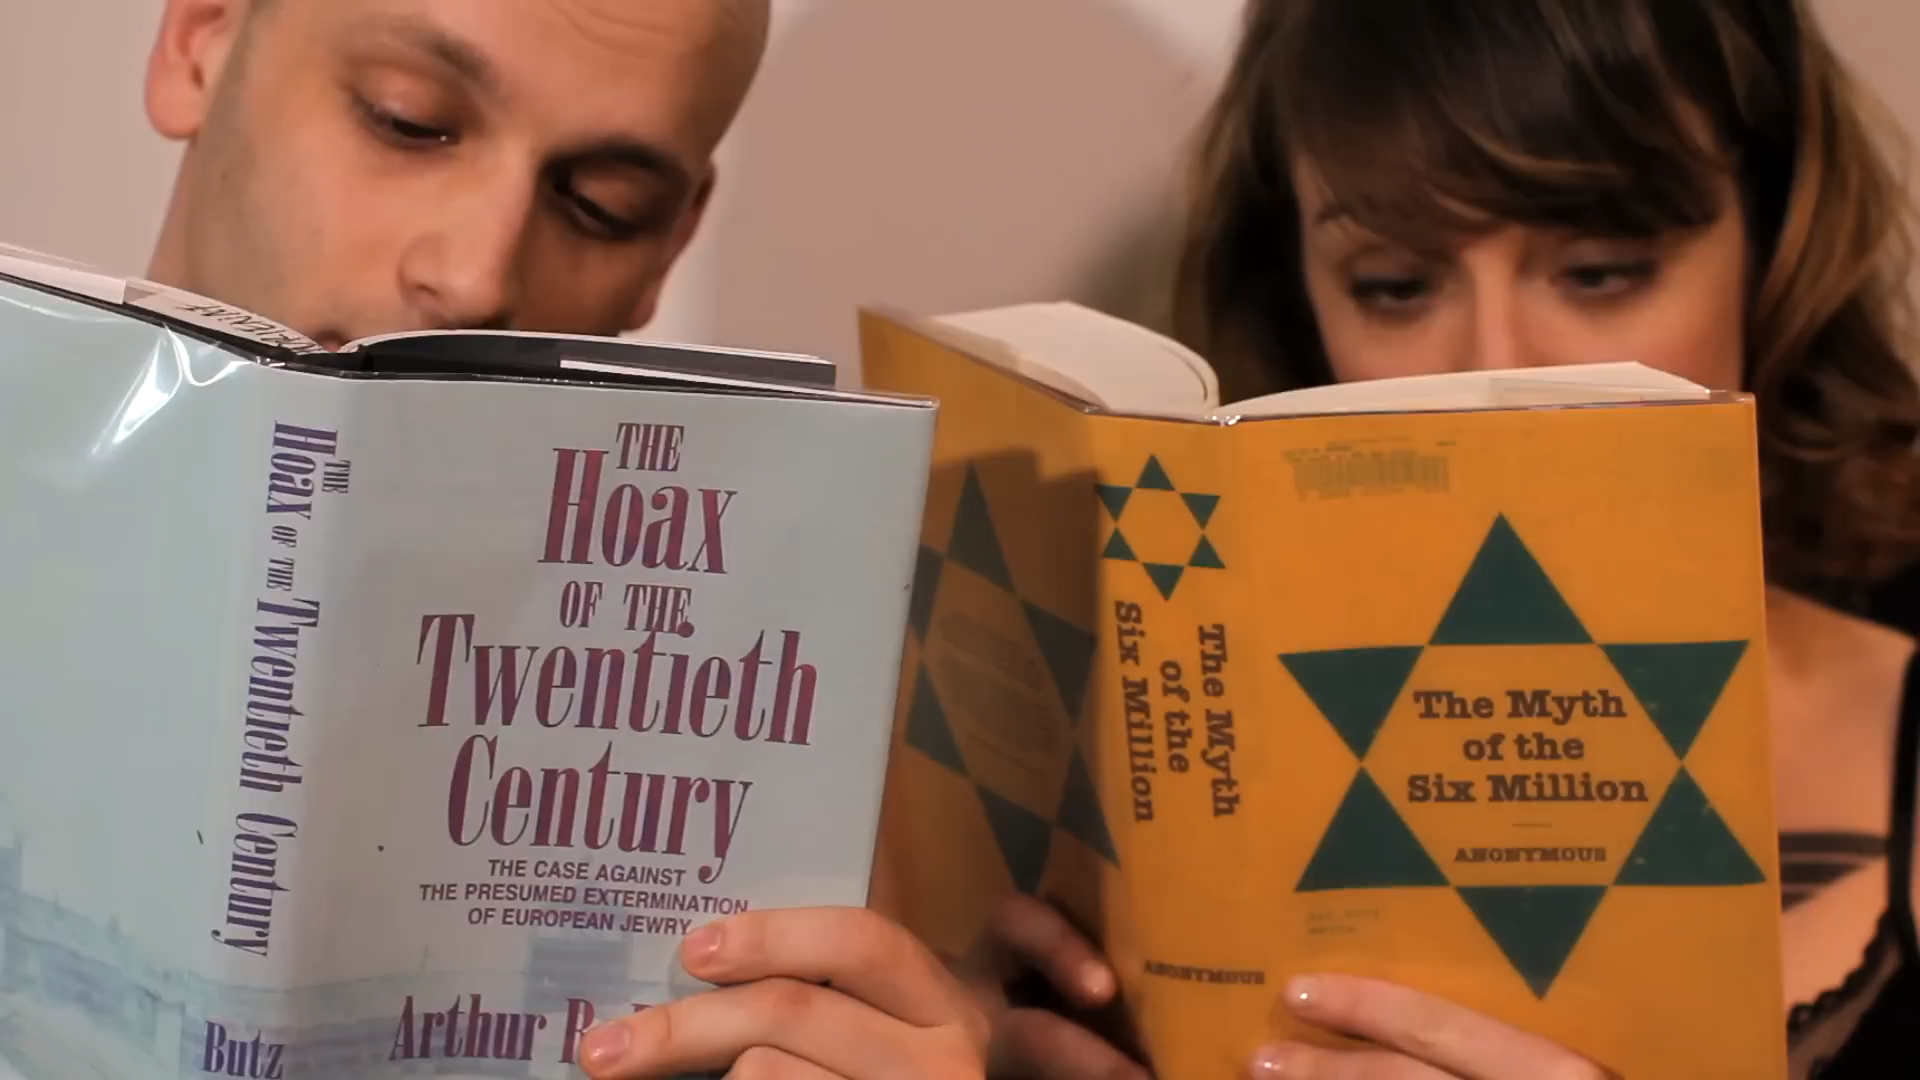 THE
HOAX
OF THE
TWENTIETH
CENTURY
Butz
THE
HOAX
OF THE
TWENTIETH
CENTURY
THE CASE AGAINST
THE PRESUMED EXTERMINATION
OF EUROPEAN JEWRY
Arthur
The Myth
of the
Six Million
ANONYMOUS
The Myth
of the
Six Million
ANONYMOUS